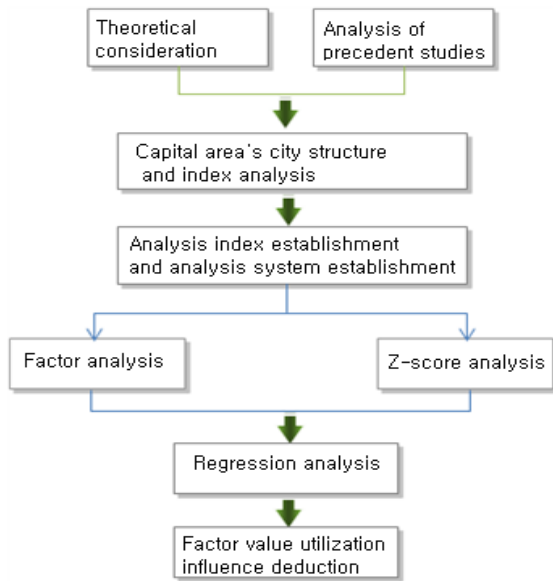 Theoretical
consideration
Analysis of
precedent studies
Capital area's city structure
and index analysis
Analysis index establishment
and analysis system establishment
Factor analysis
Z-score analysis
Regression analysis
Factor value utilization
influence deduction